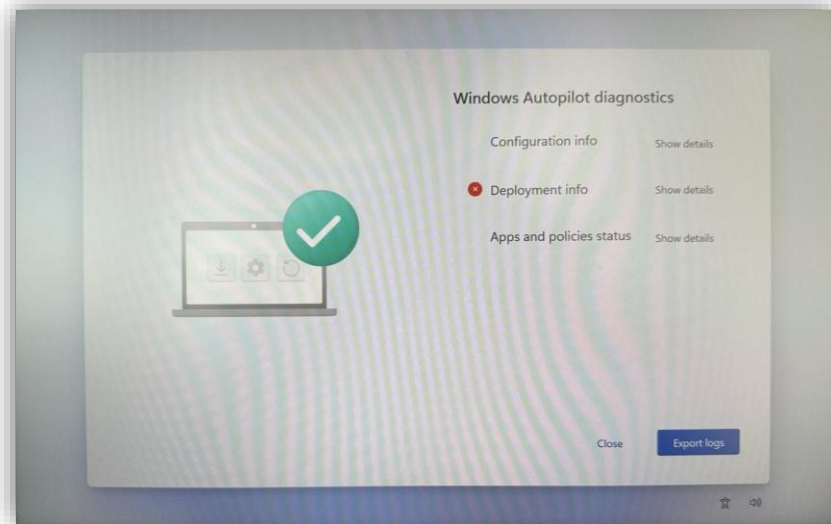 Windows Autopilot diagnostics
Configuration info Show details
Deployment info Show details
Apps and policies status Show details
Close Export logs